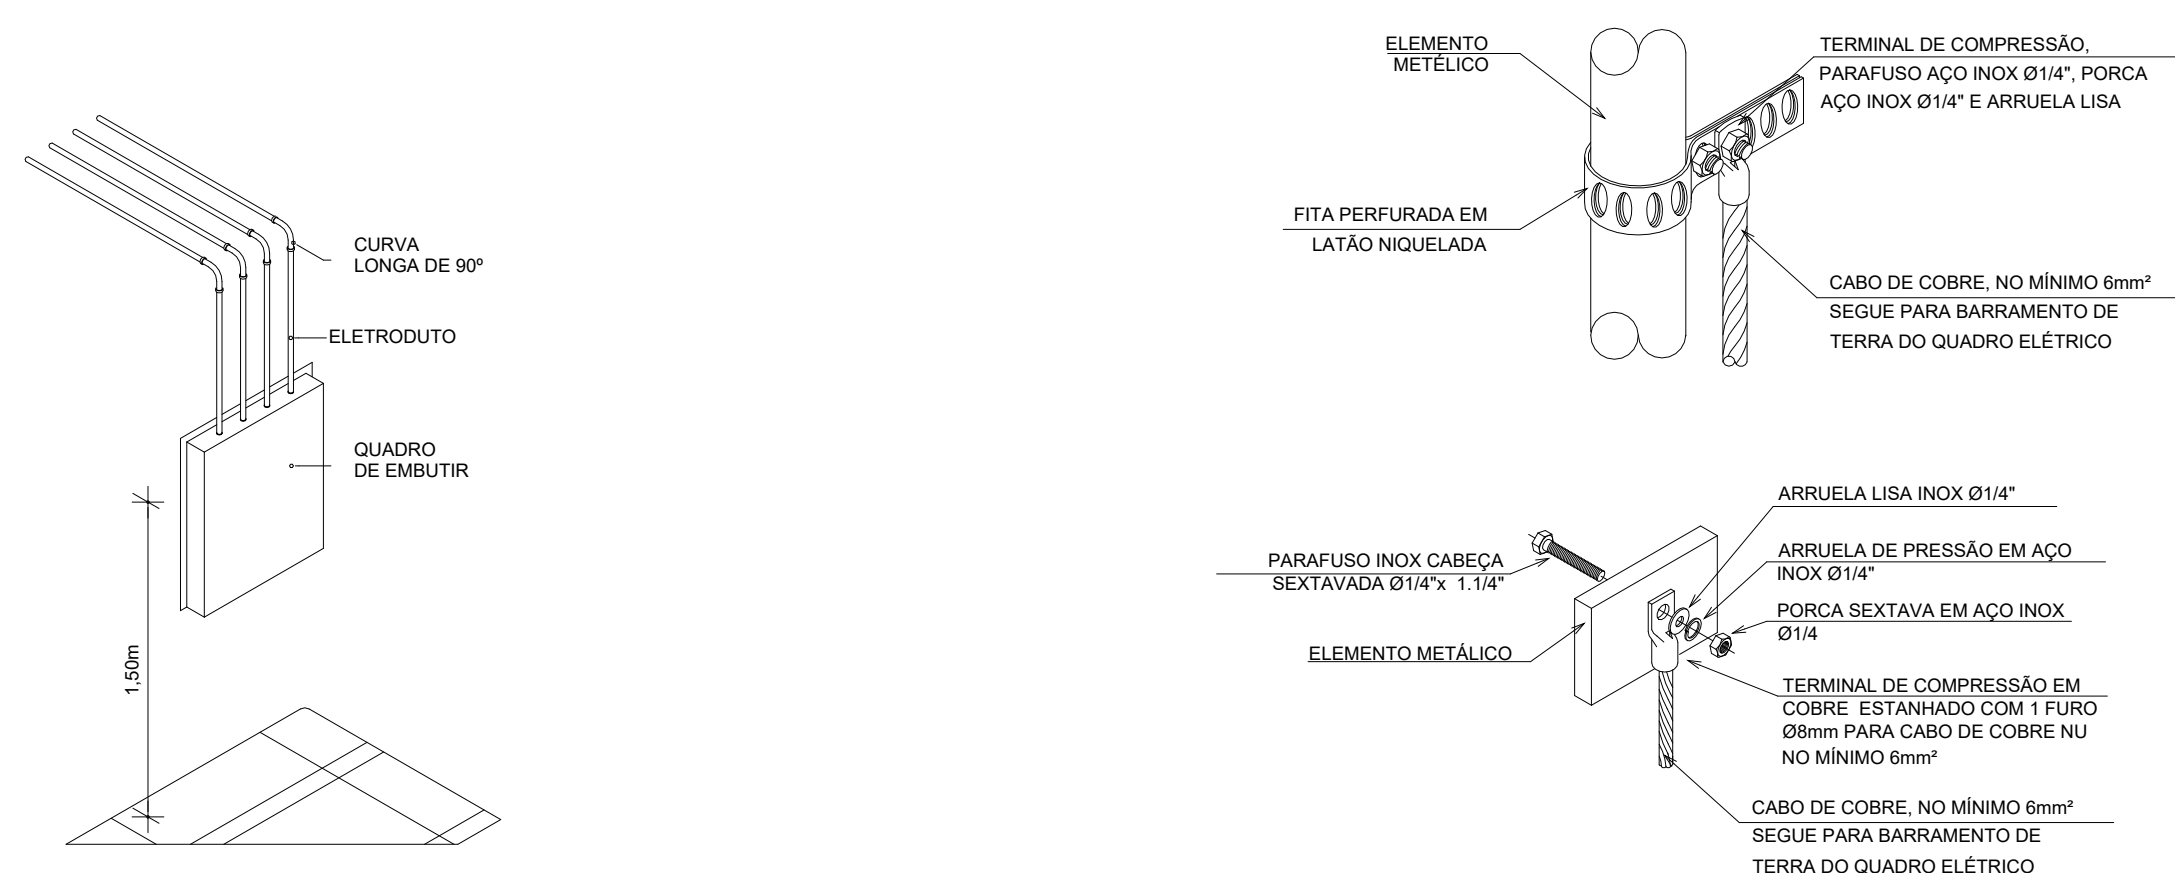 CURVA
LONGA DE 90º
ELETRODUTO
QUADRO
DE EMBUTIR
1,50m
ELEMENTO
METÉLICO
TERMINAL DE COMPRESSÃO,
PARAFUSO AÇO INOX Ø1/4", PORCA
AÇO INOX Ø1/4" E ARRUELA LISA
FITA PERFURADA EM
LATÃO NIQUELADA
CABO DE COBRE, NO MÍNIMO 6mm²
SEGUE PARA BARRAMENTO DE
TERRA DO QUADRO ELÉTRICO
ARRUELA LISA INOX Ø1/4"
PARAFUSO INOX CABEÇA
SEXTAVADA Ø1/4"x 1.1/4"
ARRUELA DE PRESSÃO EM AÇO
INOX Ø1/4"
PORCA SEXTAVA EM AÇO INOX
Ø1/4
ELEMENTO METÁLICO
TERMINAL DE COMPRESSÃO EM
COBRE ESTANHADO COM 1 FURO
Ø8mm PARA CABO DE COBRE NU
NO MÍNIMO 6mm²
CABO DE COBRE, NO MÍNIMO 6mm²
SEGUE PARA BARRAMENTO DE
TERRA DO QUADRO ELÉTRICO